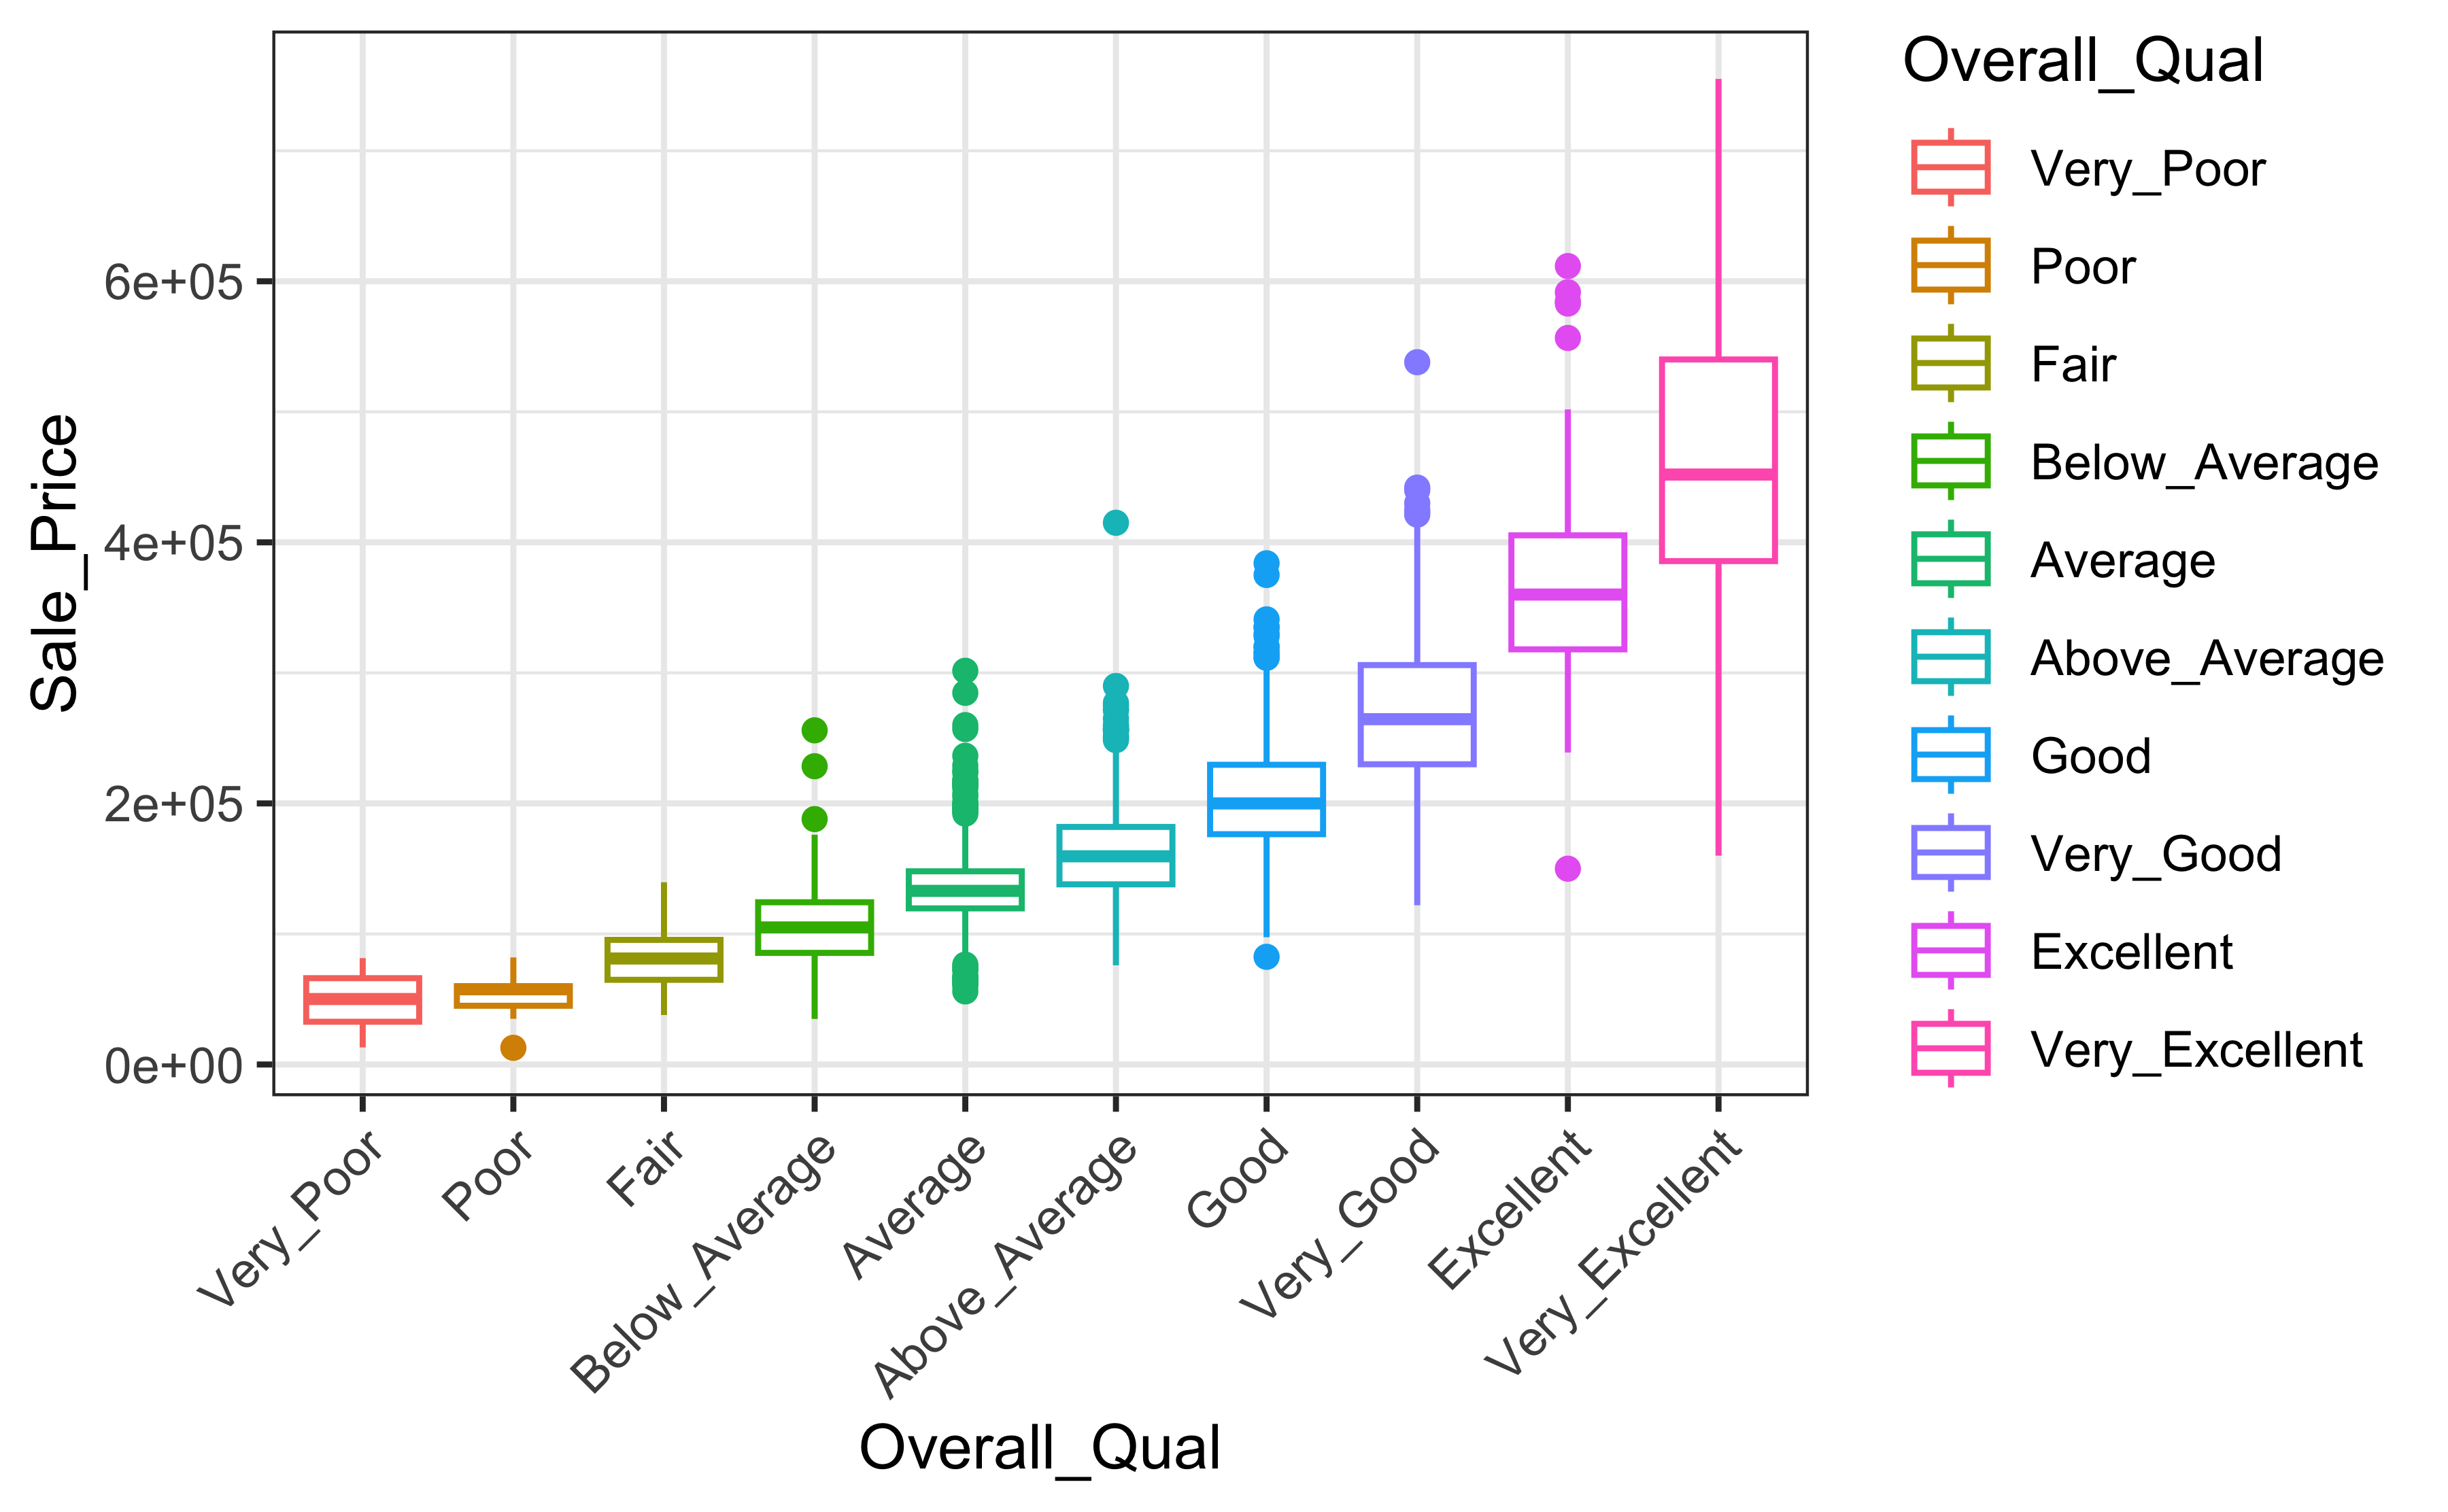 Sale_Price
6e+05
4e+05
2e+05
0e+00
Very_Poor
Poor
Fair
Below_Average
Average
Above_Average
Good
Very_Good
Excellent
Very_Excellent
Overall_Qual
Overall_Qual
Very_Poor
Poor
Fair
Below_Average
Average
Above_Average
Good
Very_Good
Excellent
Very_Excellent